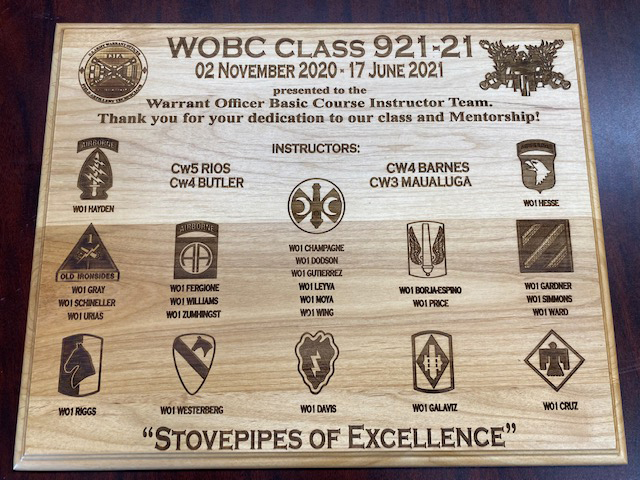 WOBC CLASS 921-21
02 NOVEMBER 2020 - 17 JUNE 2021
presented to the
Warrant Officer Basic Course Instructor Team.
Thank you for your dedication to our class and Mentorship!
INSTRUCTORS:
CW5 RIOS
CW4 BUTLER
CW4 BARNES
CW3 MAUALUGA
AIRBORNE
WO1 HAYDEN
WO1 HESSE
1
OLD IRONSIDES
WO1 GRAY
WO1 SCHINELLER
WO1 URIAS
AIRBORNE
AA
WO1 FERGIONE
WO1 WILLIAMS
WO1 ZUMHINGST
WO1 CHAMPAGNE
WO1 DODSON
WO1 GUTIERREZ
WO1 LEYVA
WO1 MOYA
WO1 WING
WO1 BORJA-ESPINO
WO1 PRICE
WO1 GARDNER
WO1 SIMMONS
WO1 WARD
WO1 RIGGS
WO1 WESTERBERG
WO1 DAVIS
WO1 GALAVIZ
WO1 CRUZ
“STOVEPIPES OF EXCELLENCE”